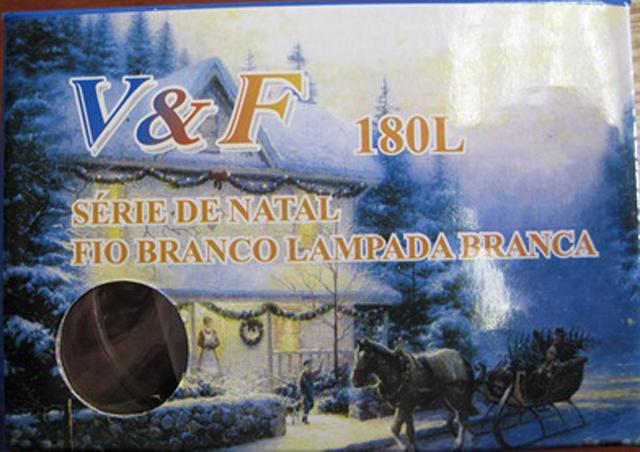 V&F 180L
SÉRIE DE NATAL
FIO BRANCO LAMPADA BRANCA